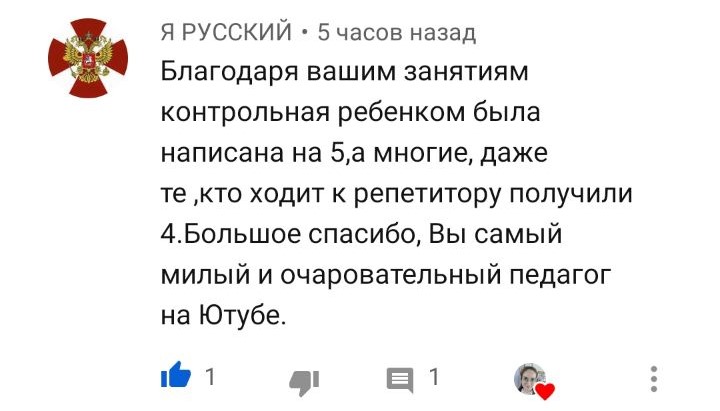 Я РУССКИЙ • 5 часов назад
Благодаря вашим занятиям
контрольная ребенком была
написана на 5,а многие, даже
те ,кто ходит к репетитору получили
4.Большое спасибо, Вы самый
милый и очаровательный педагог
на Ютубе.
1 1